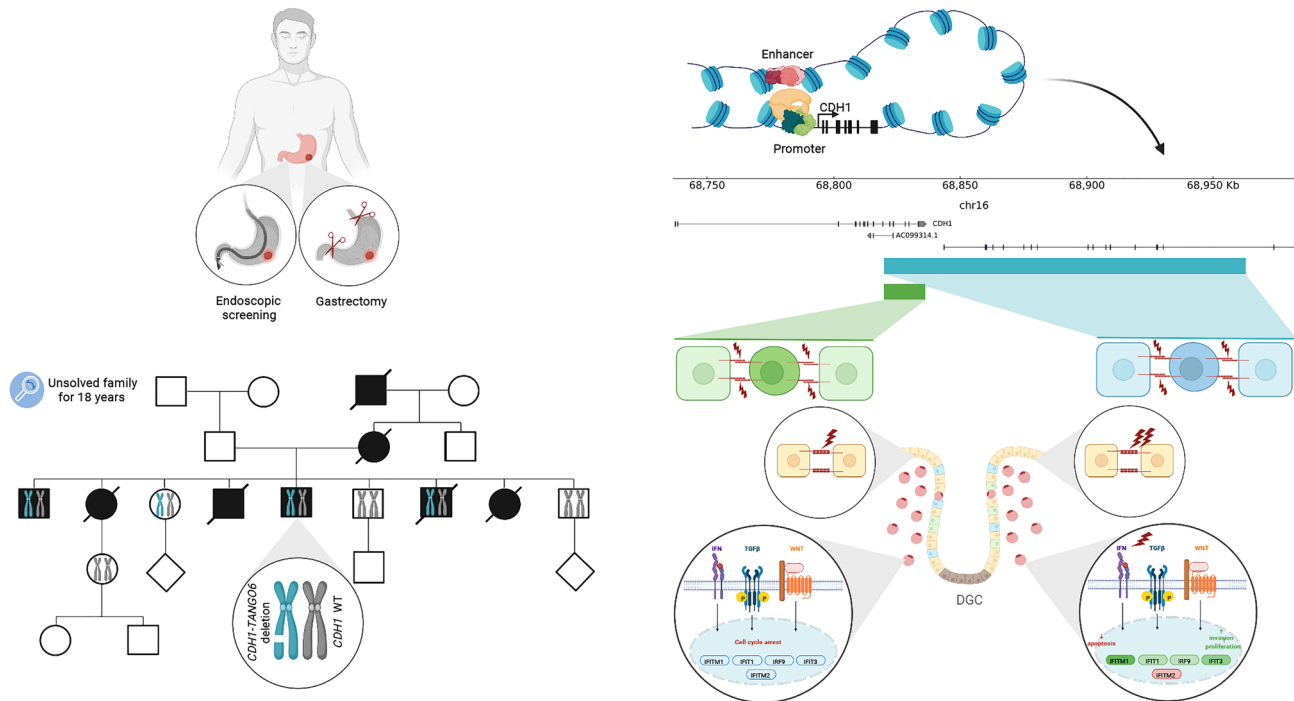 Endoscopic
screening
Gastrectomy
Unsolved family
for 18 years
CDH1-TANGO6
deletion
CDH1 WT
Enhancer
CDH1
Promoter
68,750
68,800
68,850
68,900
68,950 Kb
chr16
CDH1
AC099314.1
DGC
IFN
TGFβ
WNT
P
P
Cell cycle arrest
IFITM1
IFIT1
IRF9
IFIT3
IFITM2
IFN
TGFβ
WNT
P
P
apoptosis
invasion
proliferation
IFITM1
IFIT1
IRF9
IFIT3
IFITM2